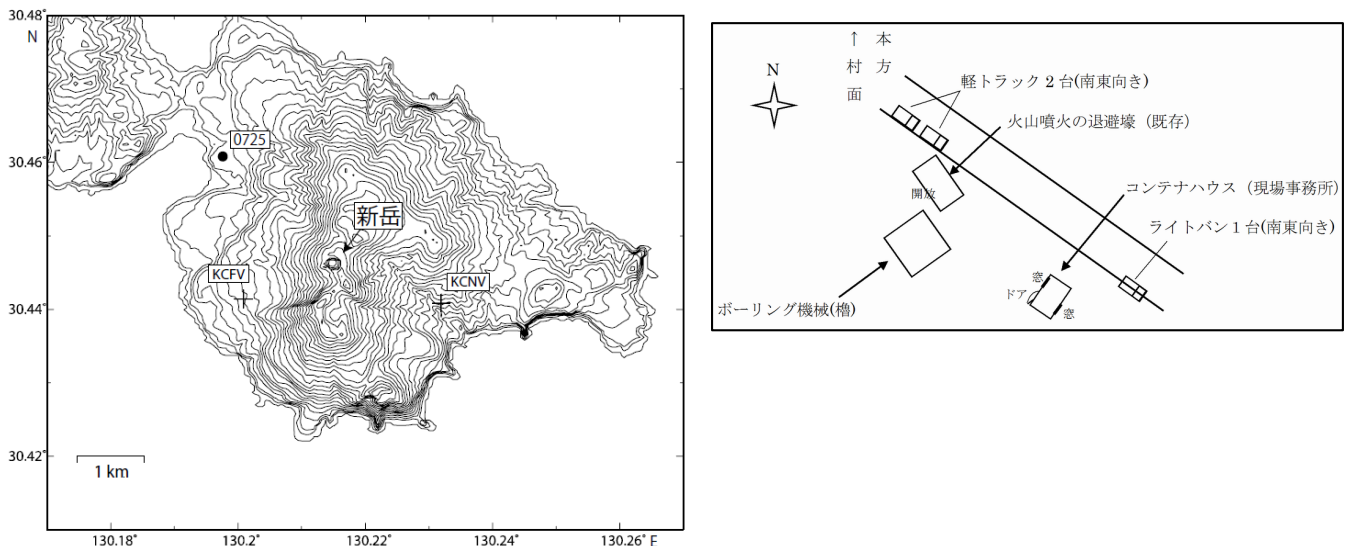 30.48°
N
30.46°
30.44°
30.42°
0725
新岳
KCFV
KCNV
1 km
130.18°
130.2°
130.22°
130.24°
130.26° E
本村方面
↑
N
軽トラック 2 台(南東向き)
火山噴火の退避壕（既存）
開放
コンテナハウス（現場事務所）
ライトバン 1 台(南東向き)
窓
ドア
窓
ボーリング機械(櫓)